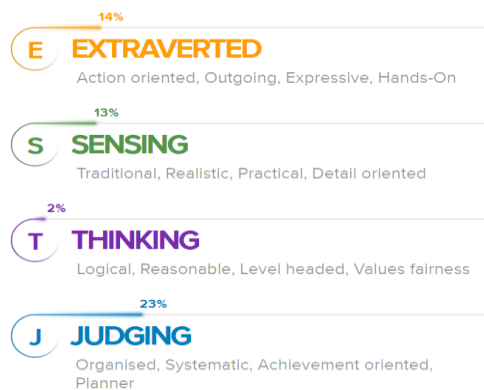 14%
E EXTRAVERTED
Action oriented, Outgoing, Expressive, Hands-On
13%
S SENSING
Traditional, Realistic, Practical, Detail oriented
2%
T THINKING
Logical, Reasonable, Level headed, Values fairness
23%
J JUDGING
Organised, Systematic, Achievement oriented,
Planner